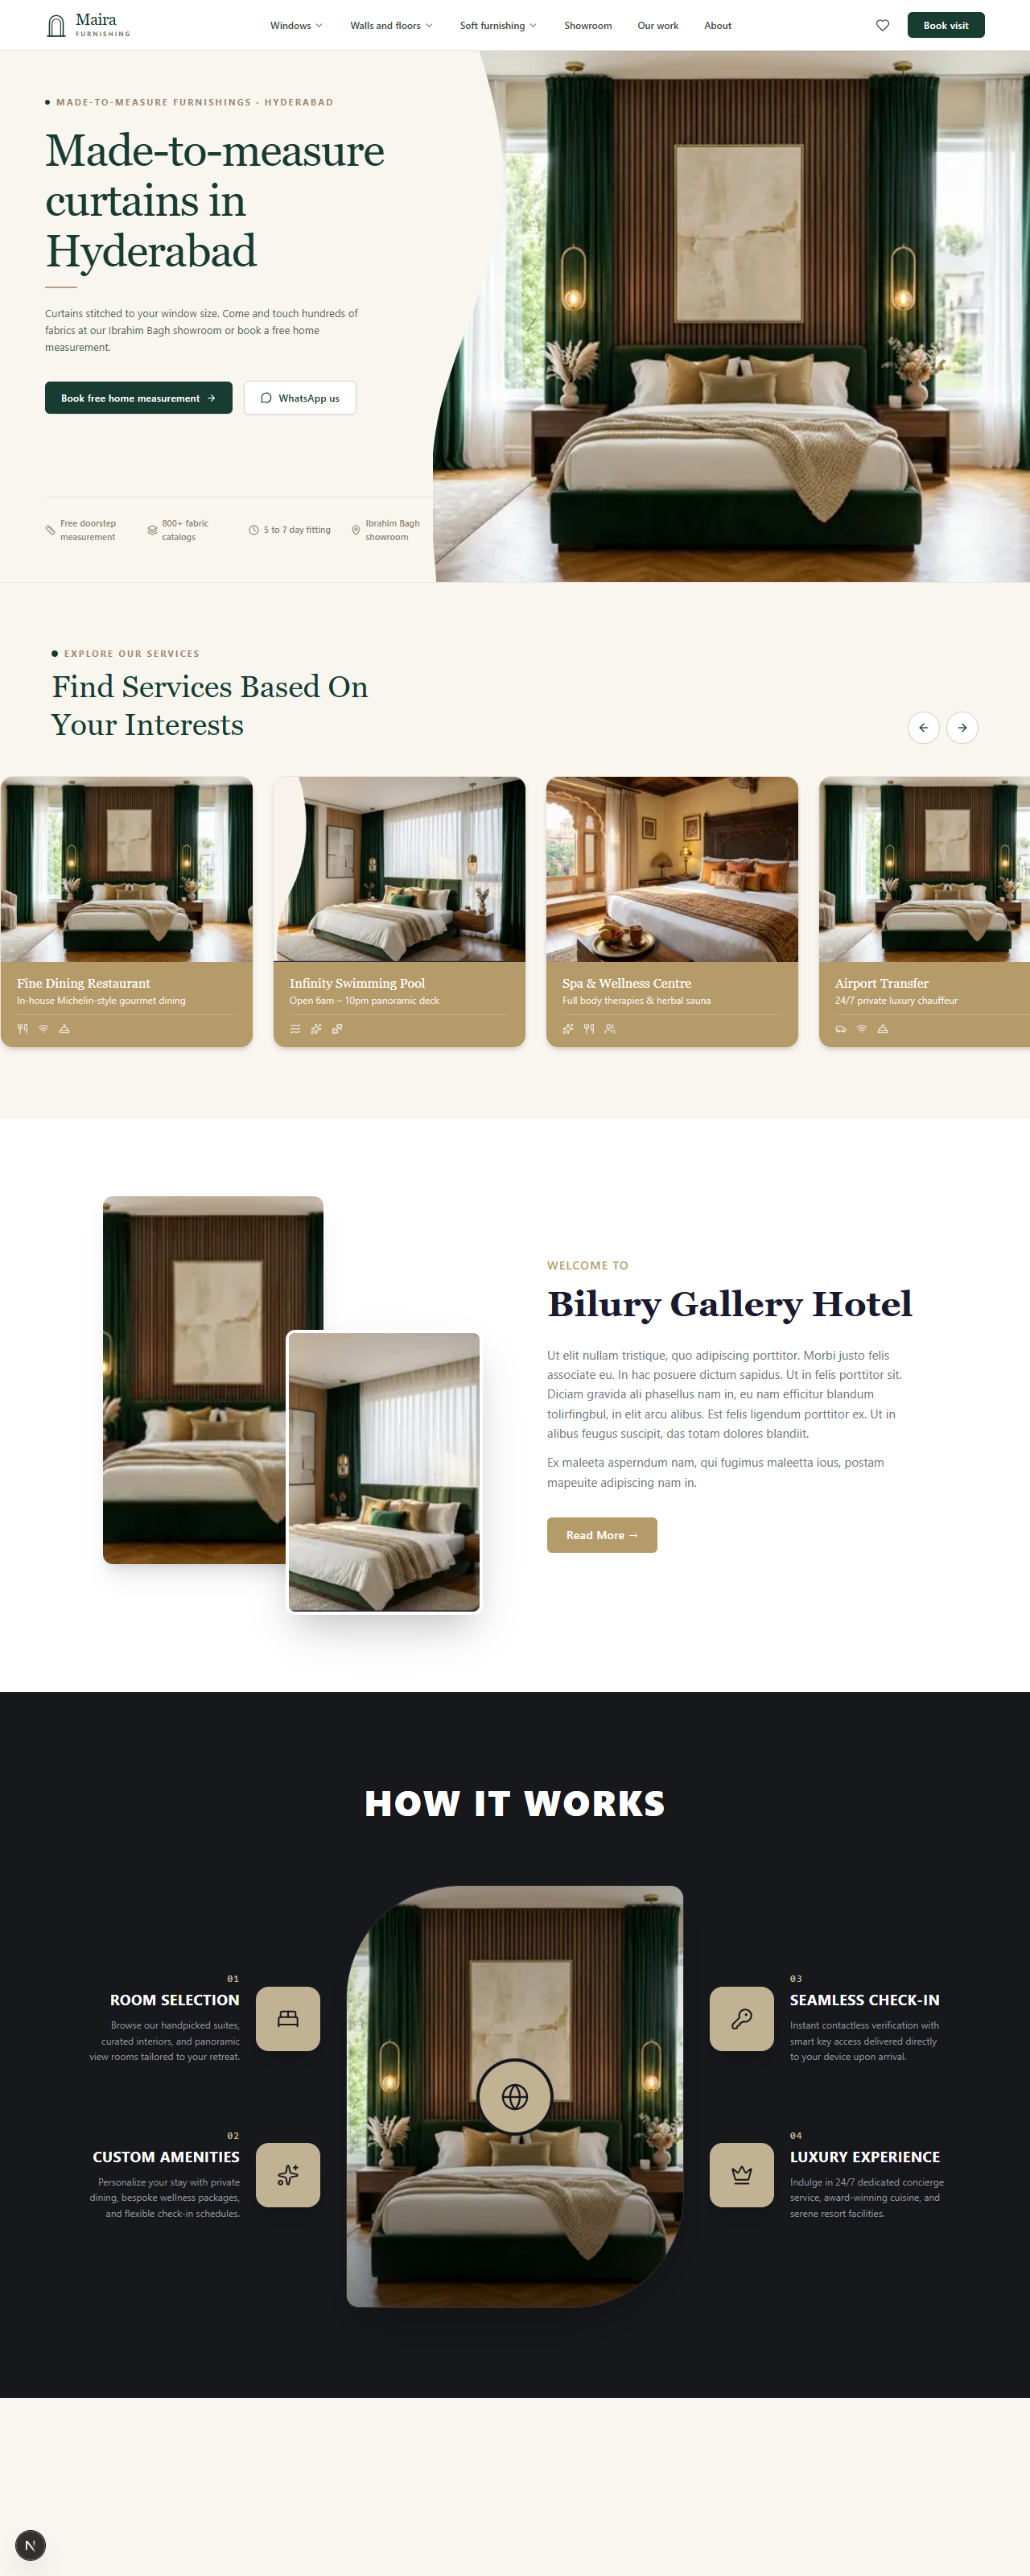 Maira
FURNISHING
Windows
Walls and floors
Soft furnishing
Showroom
Our work
About
Book visit
MADE-TO-MEASURE FURNISHINGS · HYDERABAD
Made-to-measure
curtains in
Hyderabad
Curtains stitched to your window size. Come and touch hundreds of
fabrics at our Ibrahim Bagh showroom or book a free home
measurement.
Book free home measurement →
WhatsApp us
Free doorstep
measurement
800+ fabric
catalogs
5 to 7 day fitting
Ibrahim Bagh
showroom
EXPLORE OUR SERVICES
Find Services Based On
Your Interests
Fine Dining Restaurant
In-house Michelin-style gourmet dining
Infinity Swimming Pool
Open 6am – 10pm panoramic deck
Spa & Wellness Centre
Full body therapies & herbal sauna
Airport Transfer
24/7 private luxury chauffeur
WELCOME TO
Bilury Gallery Hotel
Ut elit nullam tristique, quo adipiscing porttitor. Morbi justo felis
associate eu. In hac posuere dictum sapidus. Ut in felis porttitor sit.
Diciam gravida ali phasellus nam in, eu nam efficitur blandum
tolirfingbul, in elit arcu alibus. Est felis ligendum porttitor ex. Ut in
alibus feugus suscipit, das totam dolores blandiit.
Ex maleeta asperndum nam, qui fugimus maleetta ious, postam
mapeuite adipiscing nam in.
Read More →
HOW IT WORKS
01
ROOM SELECTION
Browse our handpicked suites,
curated interiors, and panoramic
view rooms tailored to your retreat.
02
CUSTOM AMENITIES
Personalize your stay with private
dining, bespoke wellness packages,
and flexible check-in schedules.
03
SEAMLESS CHECK-IN
Instant contactless verification with
smart key access delivered directly
to your device upon arrival.
04
LUXURY EXPERIENCE
Indulge in 24/7 dedicated concierge
service, award-winning cuisine, and
serene resort facilities.
N